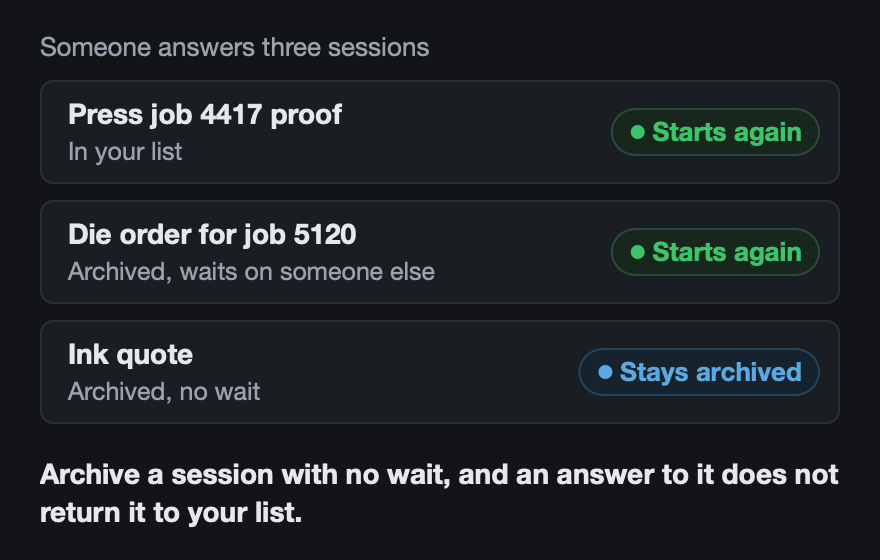 Someone answers three sessions
Press job 4417 proof
In your list
Starts again
Die order for job 5120
Archived, waits on someone else
Starts again
Ink quote
Archived, no wait
Stays archived
Archive a session with no wait, and an answer to it does not
return it to your list.